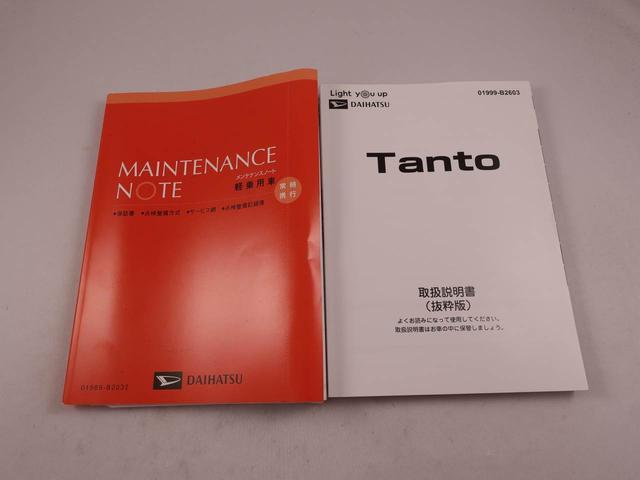 MAINTENANCE
NOTE
メンテナンスノート
軽乗用車
常時
携行
●保証書 ●点検整備方式 ●サービス網 ●点検整備記録簿
DAIHATSU
01989-B2032
Light you up
DAIHATSU
01999-B2603
Tanto
取扱説明書
（抜粋版）
よくお読みになって使用してください。
取扱説明書はお車の中に保管しましょう。